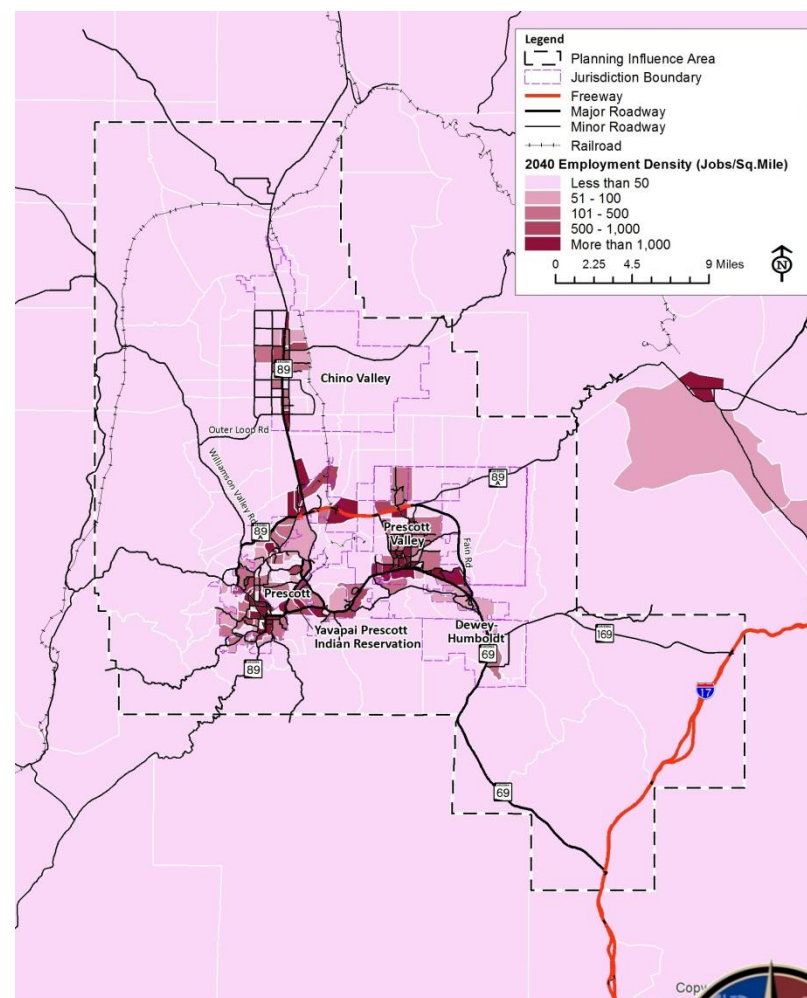 Legend
Planning Influence Area
Jurisdiction Boundary
Freeway
Major Roadway
Minor Roadway
Railroad
2040 Employment Density (Jobs/Sq.Mile)
Less than 50
51 - 100
101 - 500
500 - 1,000
More than 1,000
0 2.25 4.5 9 Miles
N
89
Chino Valley
Outer Loop Rd
Williamson Valley Rd
89
A
89
A
Prescott
Valley
Fain Rd
Prescott
Yavapai Prescott
Indian Reservation
Dewey-
Humboldt
169
69
89
17
69